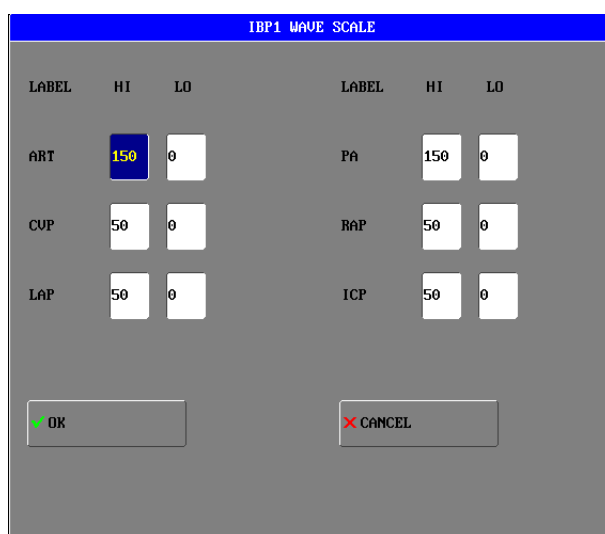 IBP1 WAVE SCALE
LABEL HI LO LABEL HI LO
ART 150 0 PA 150 0
CVP 50 0 RAP 50 0
LAP 50 0 ICP 50 0
OK CANCEL